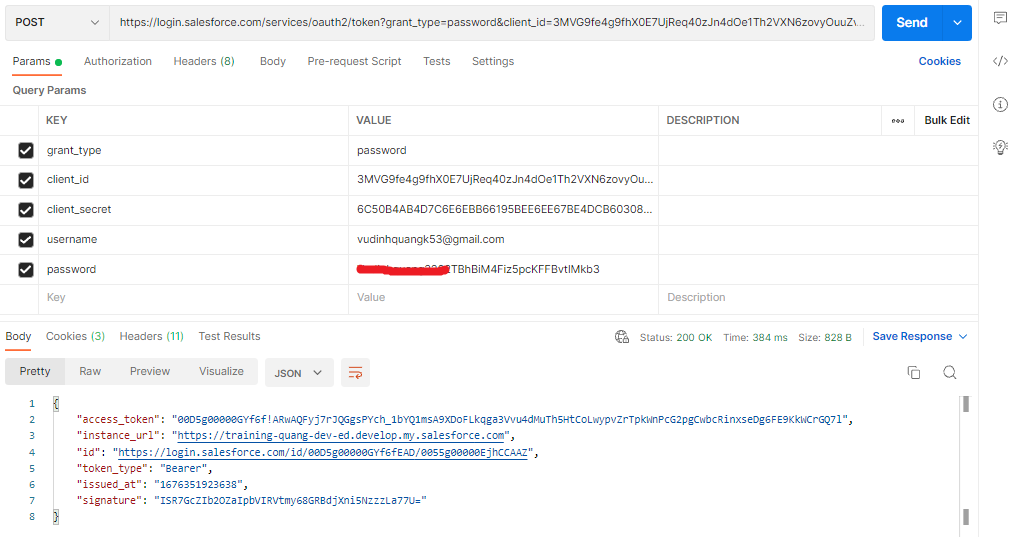 POST https://login.salesforce.com/services/oauth2/token?grant_type=password&client_id=3MVG9fe4g9fhX0E7UjReq40zJn4dOe1Th2VXN6zovyOuuZv... Send
Params Authorization Headers (8) Body Pre-request Script Tests Settings Cookies
Query Params
KEY VALUE DESCRIPTION ooo Bulk Edit
grant_type password
client_id 3MVG9fe4g9fhX0E7UjReq40zJn4dOe1Th2VXN6zovyOu...
client_secret 6C50B4AB4D7C6E6EBB66195BEE6EE67BE4DCB60308...
username vudinhquangk53@gmail.com
password TBhBiM4Fiz5pcKFFBvtIMkb3
Key Value Description
Body Cookies (3) Headers (11) Test Results Status: 200 OK Time: 384 ms Size: 828 B Save Response
Pretty Raw Preview Visualize JSON
1 {
2 "access_token": "00D5g00000GYf6f!ARwAQFyj7rJQGgsPYch_1bYQ1msA9XDoFLkqga3Vvu4dMuTh5HtCoLwypvZrTpkWnPcG2pgCwbcRinxseDg6FE9KkWCrGQ7l",
3 "instance_url": "https://training-quang-dev-ed.develop.my.salesforce.com",
4 "id": "https://login.salesforce.com/id/00D5g00000GYf6fEAD/0055g00000EjhCCAAZ",
5 "token_type": "Bearer",
6 "issued_at": "1676351923638",
7 "signature": "ISR7GcZIb2OZaIpbVIRVtmy68GRBdjXni5NzzzLa77U="
8 }